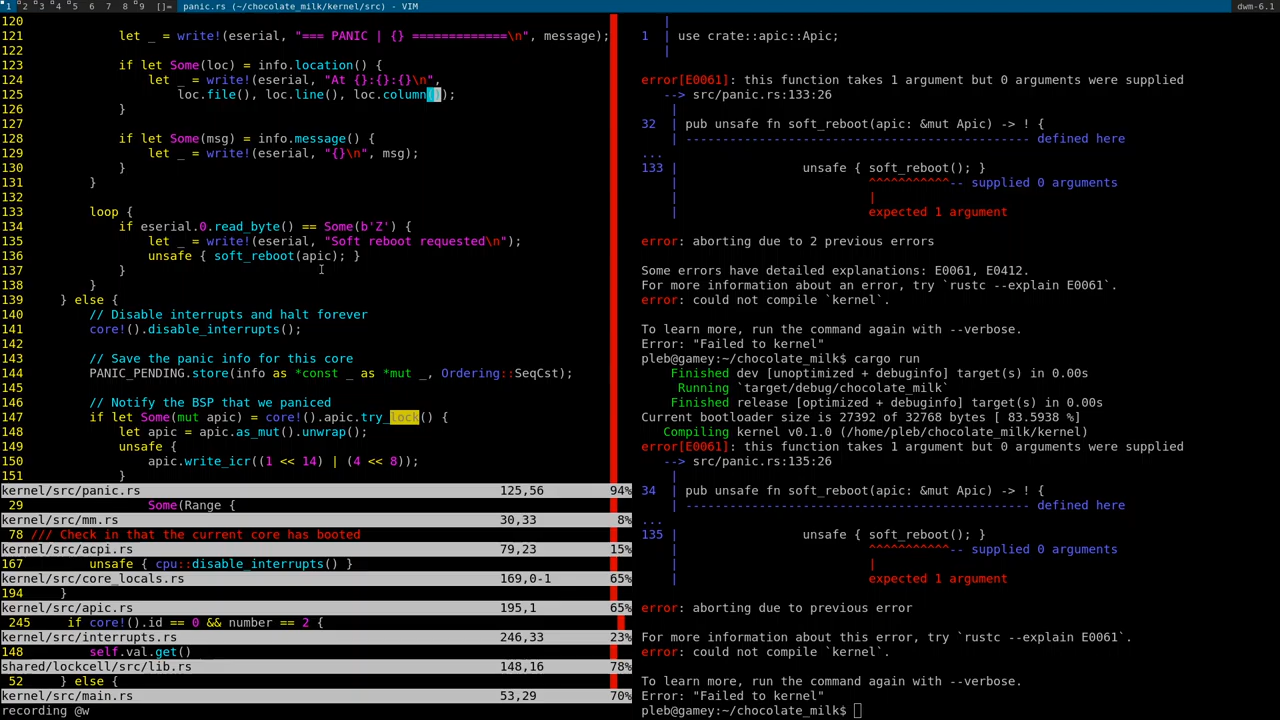 1 2 3 4 5 6 7 8 9 []= panic.rs (~/chocolate_milk/kernel/src) - VIM dwm-6.1
120
121 let _ = write!(eserial, "=== PANIC | {} =============\n", message);
122
123 if let Some(loc) = info.location() {
124 let _ = write!(eserial, "At {}:{}:{}\n",
125 loc.file(), loc.line(), loc.column());
126 }
127
128 if let Some(msg) = info.message() {
129 let _ = write!(eserial, "{}\n", msg);
130 }
131 }
132
133 loop {
134 if eserial.0.read_byte() == Some(b'Z') {
135 let _ = write!(eserial, "Soft reboot requested\n");
136 unsafe { soft_reboot(apic); }
137 }
138 }
139 } else {
140 // Disable interrupts and halt forever
141 core!().disable_interrupts();
142
143 // Save the panic info for this core
144 PANIC_PENDING.store(info as *const _ as *mut _, Ordering::SeqCst);
145
146 // Notify the BSP that we paniced
147 if let Some(mut apic) = core!().apic.try_lock() {
148 let apic = apic.as_mut().unwrap();
149 unsafe {
150 apic.write_icr((1 << 14) | (4 << 8));
151 }
kernel/src/panic.rs 125,56 94%
29 Some(Range {
kernel/src/mm.rs 30,33 8%
78 /// Check in that the current core has booted
kernel/src/acpi.rs 79,23 15%
167 unsafe { cpu::disable_interrupts() }
kernel/src/core_locals.rs 169,0-1 65%
194 }
kernel/src/apic.rs 195,1 65%
245 if core!().id == 0 && number == 2 {
kernel/src/interrupts.rs 246,33 23%
148 self.val.get()
shared/lockcell/src/lib.rs 148,16 78%
52 } else {
kernel/src/main.rs 53,29 70%
recording @w
|
1 | use crate::apic::Apic;
|
error[E0061]: this function takes 1 argument but 0 arguments were supplied
--> src/panic.rs:133:26
|
32 | pub unsafe fn soft_reboot(apic: &mut Apic) -> ! {
| ----------------------------------------------- defined here
...
133 | unsafe { soft_reboot(); }
| ^^^^^^^^^^^-- supplied 0 arguments
| |
| expected 1 argument
error: aborting due to 2 previous errors
Some errors have detailed explanations: E0061, E0412.
For more information about an error, try `rustc --explain E0061`.
error: could not compile `kernel`.
To learn more, run the command again with --verbose.
Error: "Failed to kernel"
pleb@gamey:~/chocolate_milk$ cargo run
Finished dev [unoptimized + debuginfo] target(s) in 0.00s
Running `target/debug/chocolate_milk`
Finished release [optimized + debuginfo] target(s) in 0.00s
Current bootloader size is 27392 of 32768 bytes [ 83.5938 %]
Compiling kernel v0.1.0 (/home/pleb/chocolate_milk/kernel)
error[E0061]: this function takes 1 argument but 0 arguments were supplied
--> src/panic.rs:135:26
|
34 | pub unsafe fn soft_reboot(apic: &mut Apic) -> ! {
| ----------------------------------------------- defined here
...
135 | unsafe { soft_reboot(); }
| ^^^^^^^^^^^-- supplied 0 arguments
| |
| expected 1 argument
error: aborting due to previous error
For more information about this error, try `rustc --explain E0061`.
error: could not compile `kernel`.
To learn more, run the command again with --verbose.
Error: "Failed to kernel"
pleb@gamey:~/chocolate_milk$